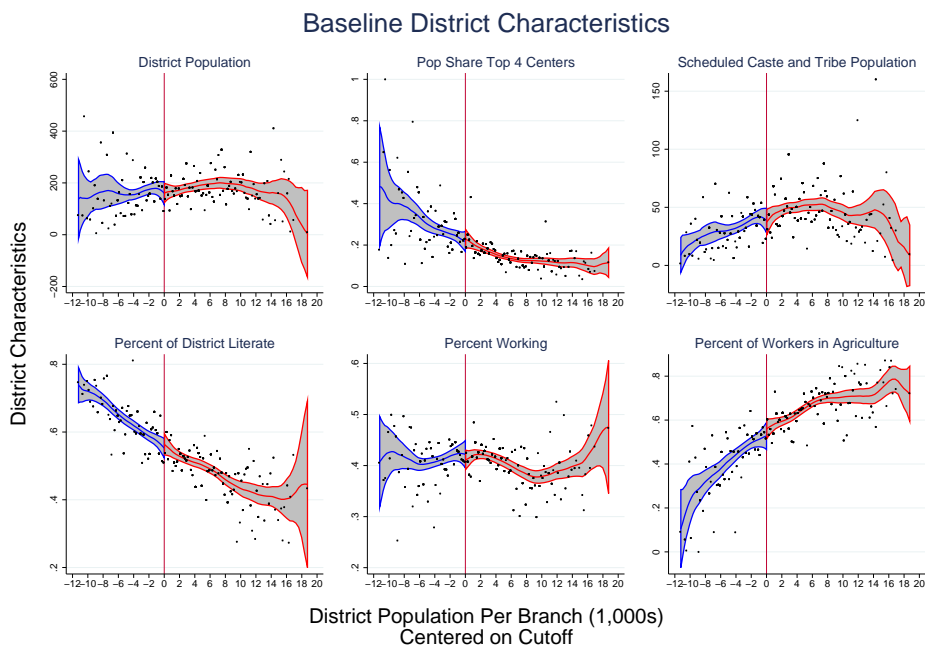 Baseline District Characteristics
District Characteristics
District Population
600
400
200
0
−200
−12 −10 −8 −6 −4 −2 0 2 4 6 8 10 12 14 16 18 20
Pop Share Top 4 Centers
1
.8
.6
.4
.2
0
−12 −10 −8 −6 −4 −2 0 2 4 6 8 10 12 14 16 18 20
Scheduled Caste and Tribe Population
150
100
50
0
−12 −10 −8 −6 −4 −2 0 2 4 6 8 10 12 14 16 18 20
Percent of District Literate
.8
.6
.4
.2
−12 −10 −8 −6 −4 −2 0 2 4 6 8 10 12 14 16 18 20
Percent Working
.6
.5
.4
.3
.2
−12 −10 −8 −6 −4 −2 0 2 4 6 8 10 12 14 16 18 20
Percent of Workers in Agriculture
.8
.6
.4
.2
0
−12 −10 −8 −6 −4 −2 0 2 4 6 8 10 12 14 16 18 20
District Population Per Branch (1,000s)
Centered on Cutoff